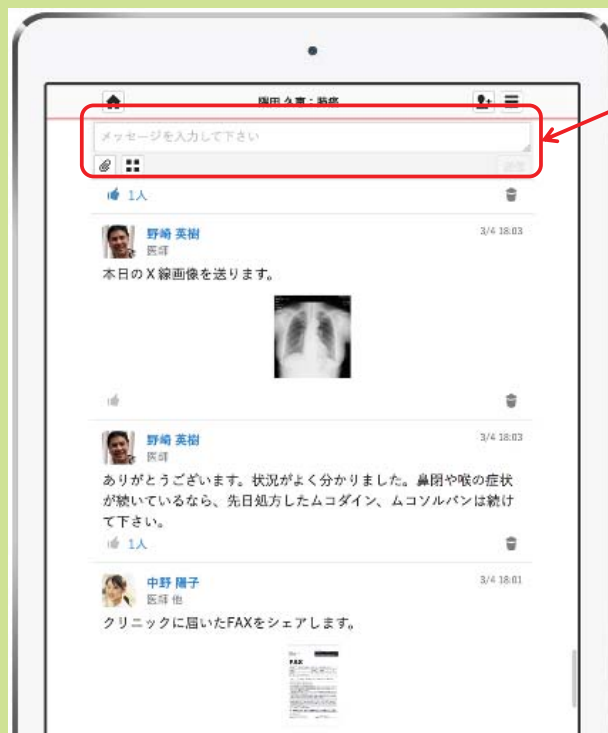 メッセージを入力して下さい
1人
野崎 英樹
3/4 18:03
医師
本日のX線画像を送ります。
野崎 英樹
3/4 18:03
医師
ありがとうございます。状況がよく分かりました。鼻閉や喉の症状
が続いているなら、先日処方したムコダイン、ムコソルバンは続け
て下さい。
1人
中野 陽子
3/4 18:01
医師 他
クリニックに届いたFAXをシェアします。
FAX